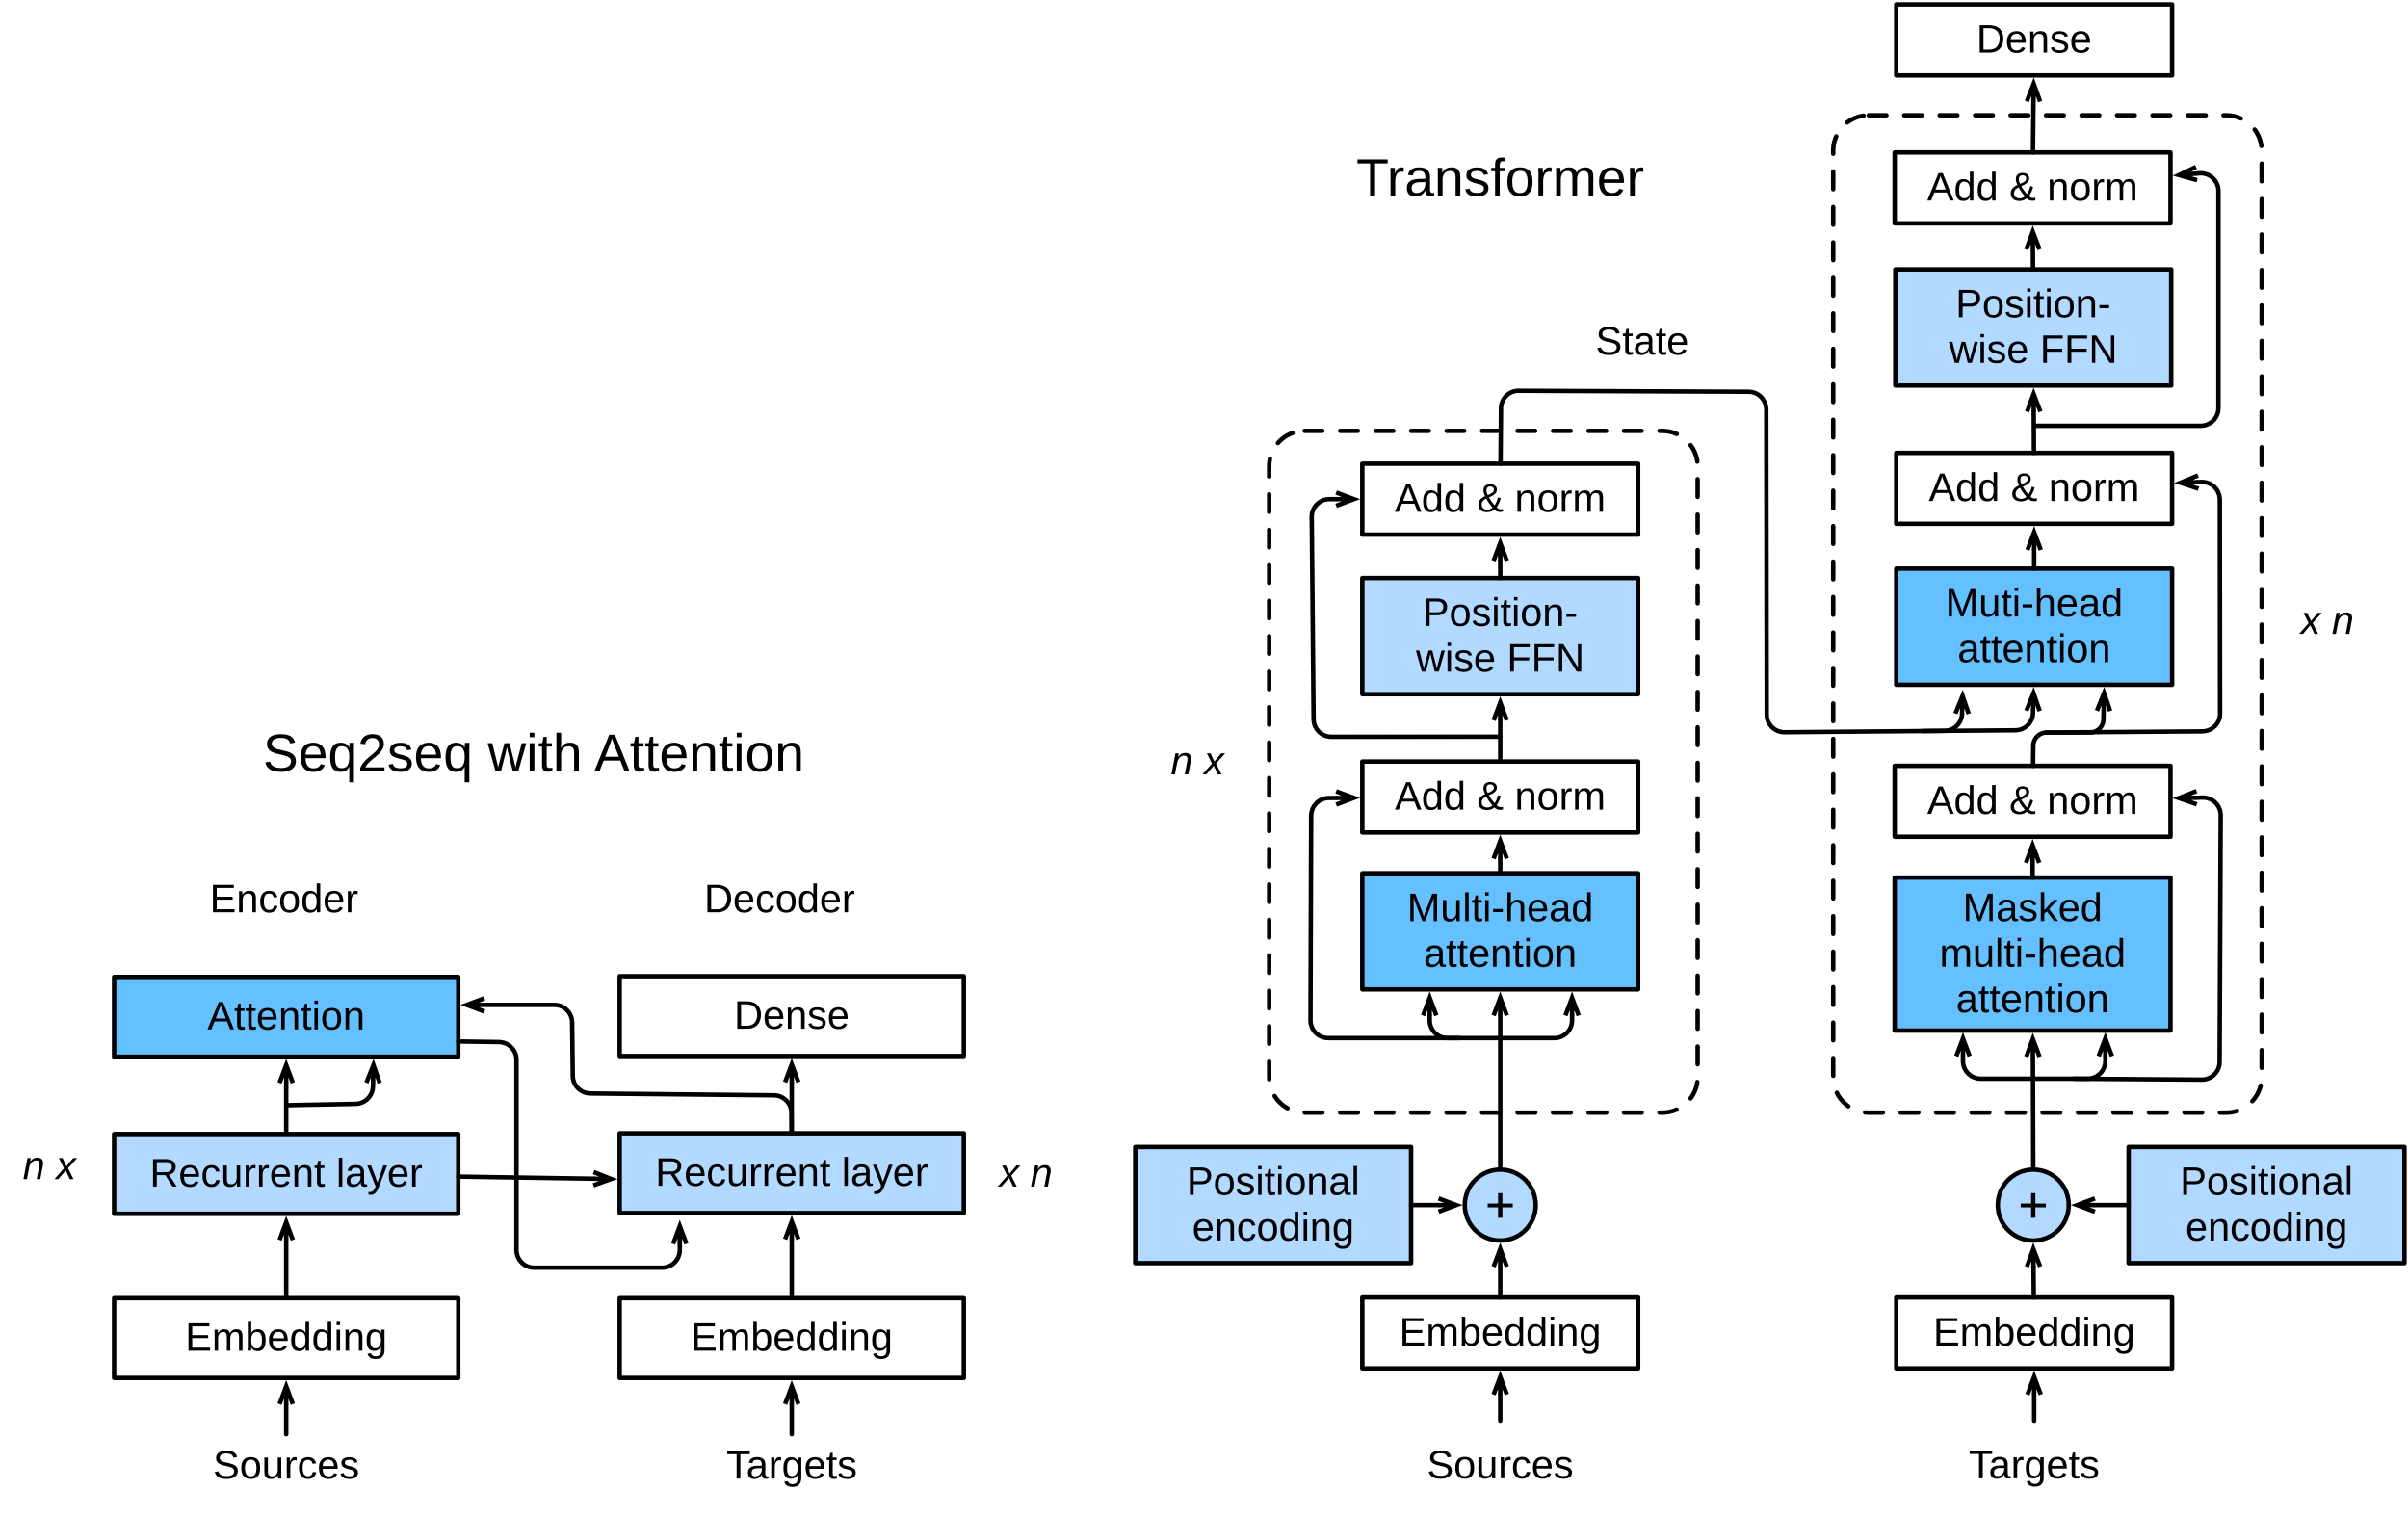 Seq2seq with Attention
Encoder
Decoder
Attention
Dense
n x
Recurrent layer
Recurrent layer
x n
Embedding
Embedding
Sources
Targets
Transformer
State
n x
Add & norm
Position-
wise FFN
Add & norm
Multi-head
attention
Positional
encoding
+
Embedding
Sources
Dense
Add & norm
Position-
wise FFN
Add & norm
Muti-head
attention
x n
Add & norm
Masked
multi-head
attention
+
Positional
encoding
Embedding
Targets